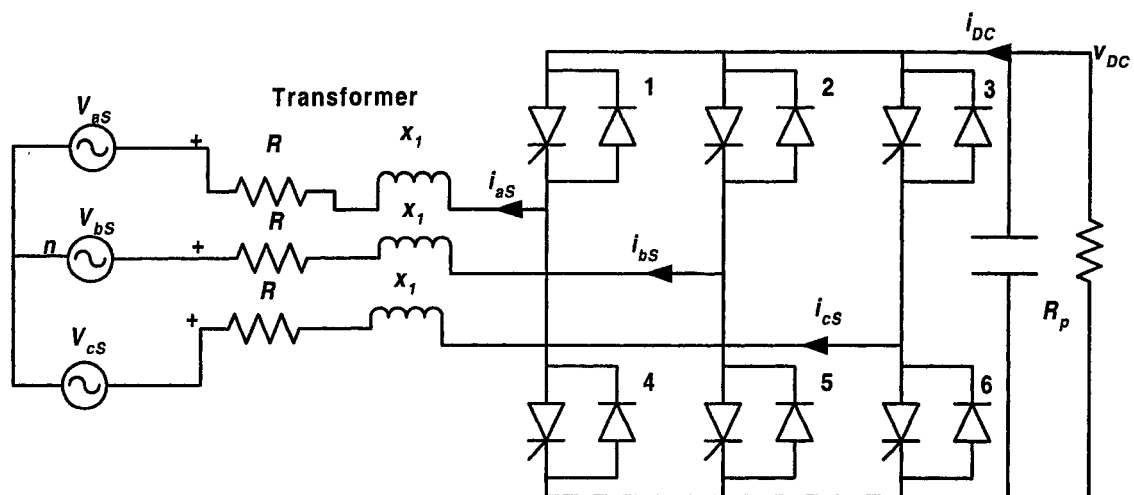 i_DC
v_DC
Transformer
1
2
3
V_aS
+
R
x_1
i_aS
V_bS
n
+
R
x_1
i_bS
R
x_1
V_cS
+
i_cS
R_p
4
5
6